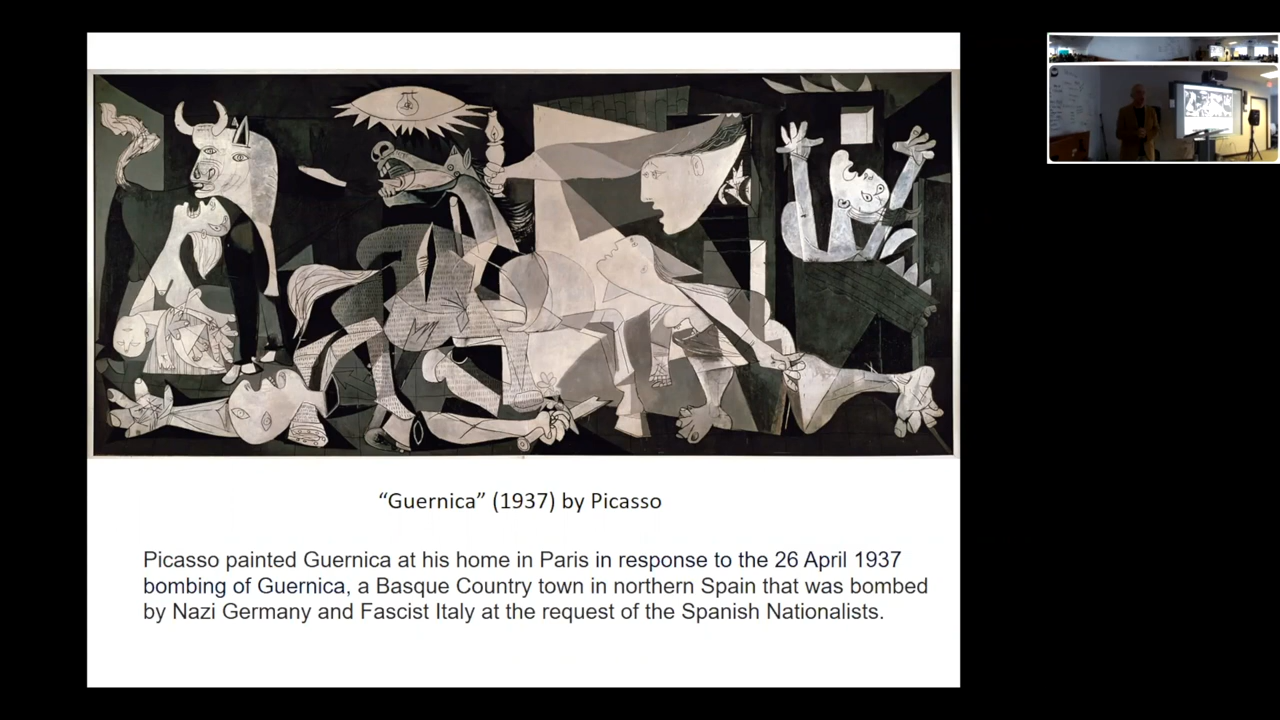 “Guernica” (1937) by Picasso
Picasso painted Guernica at his home in Paris in response to the 26 April 1937
bombing of Guernica, a Basque Country town in northern Spain that was bombed
by Nazi Germany and Fascist Italy at the request of the Spanish Nationalists.